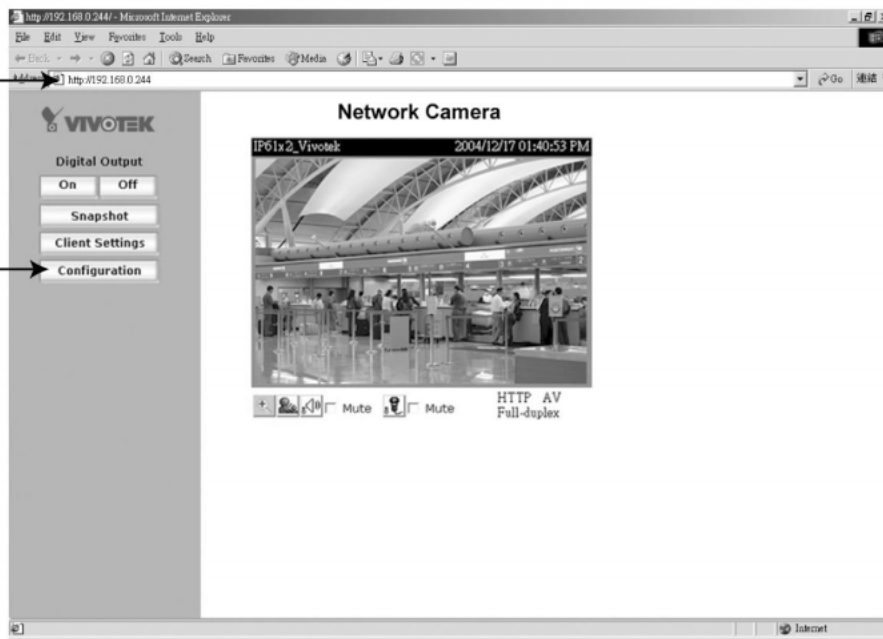 http://192.168.0.244/ - Microsoft Internet Explorer
File Edit View Favorites Tools Help
Back Search Favorites Media
http://192.168.0.244
Go 連結
VIVOTEK
Network Camera
IP61x2_Vivotek 2004/12/17 01:40:53 PM
Digital Output
On Off
Snapshot
Client Settings
Configuration
Mute Mute
HTTP AV
Full-duplex
Internet